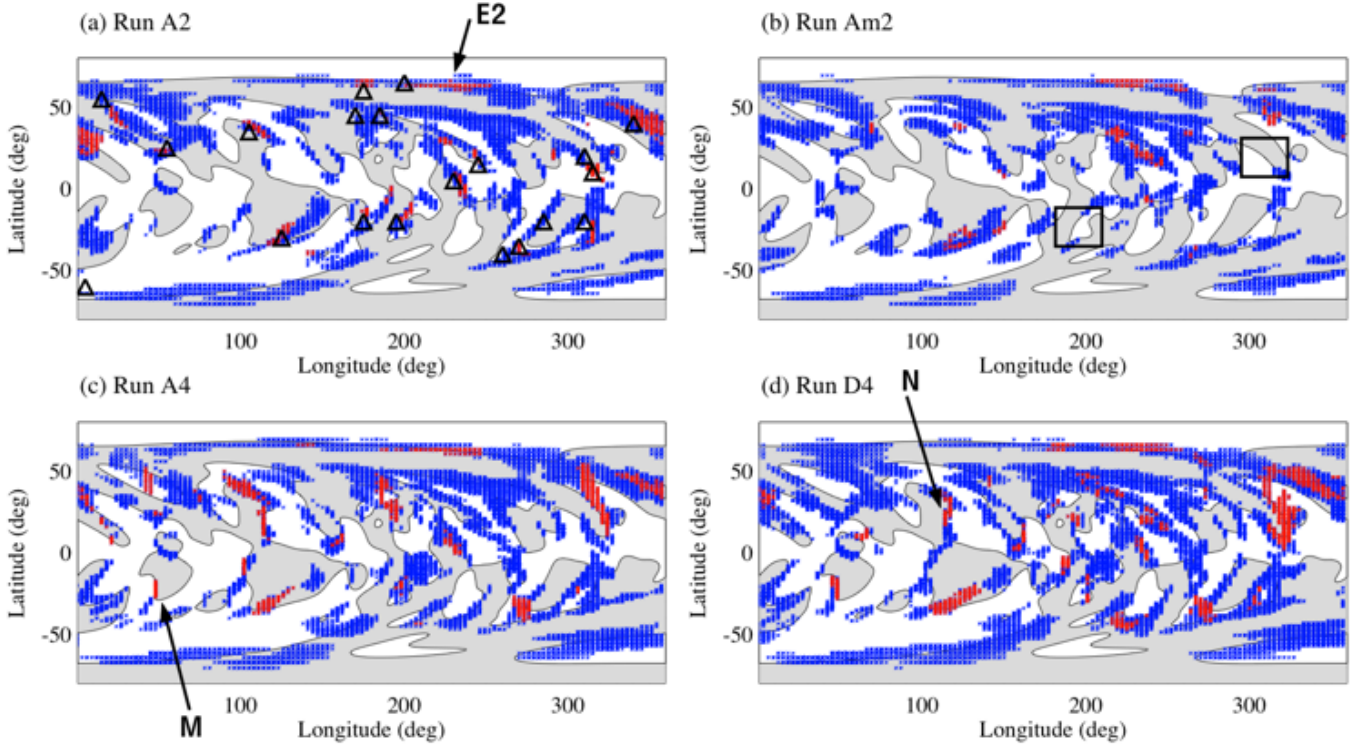 (a) Run A2
E2
50
0
-50
Latitude (deg)
100 200 300
Longitude (deg)
(b) Run Am2
50
0
-50
Latitude (deg)
100 200 300
Longitude (deg)
(c) Run A4
50
0
-50
Latitude (deg)
M
100 200 300
Longitude (deg)
(d) Run D4
N
50
0
-50
Latitude (deg)
100 200 300
Longitude (deg)